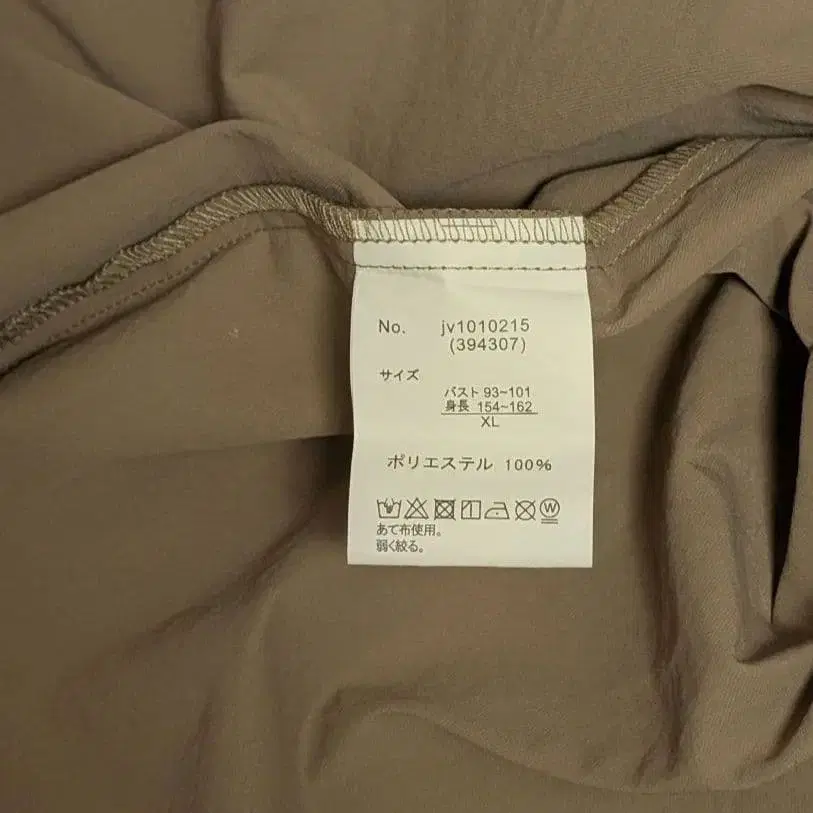 No. jv1010215
(394307)
サイズ
バスト 93~101
身長 154~162
XL
ポリエステル 100%
W
あて布使用。
弱く絞る。